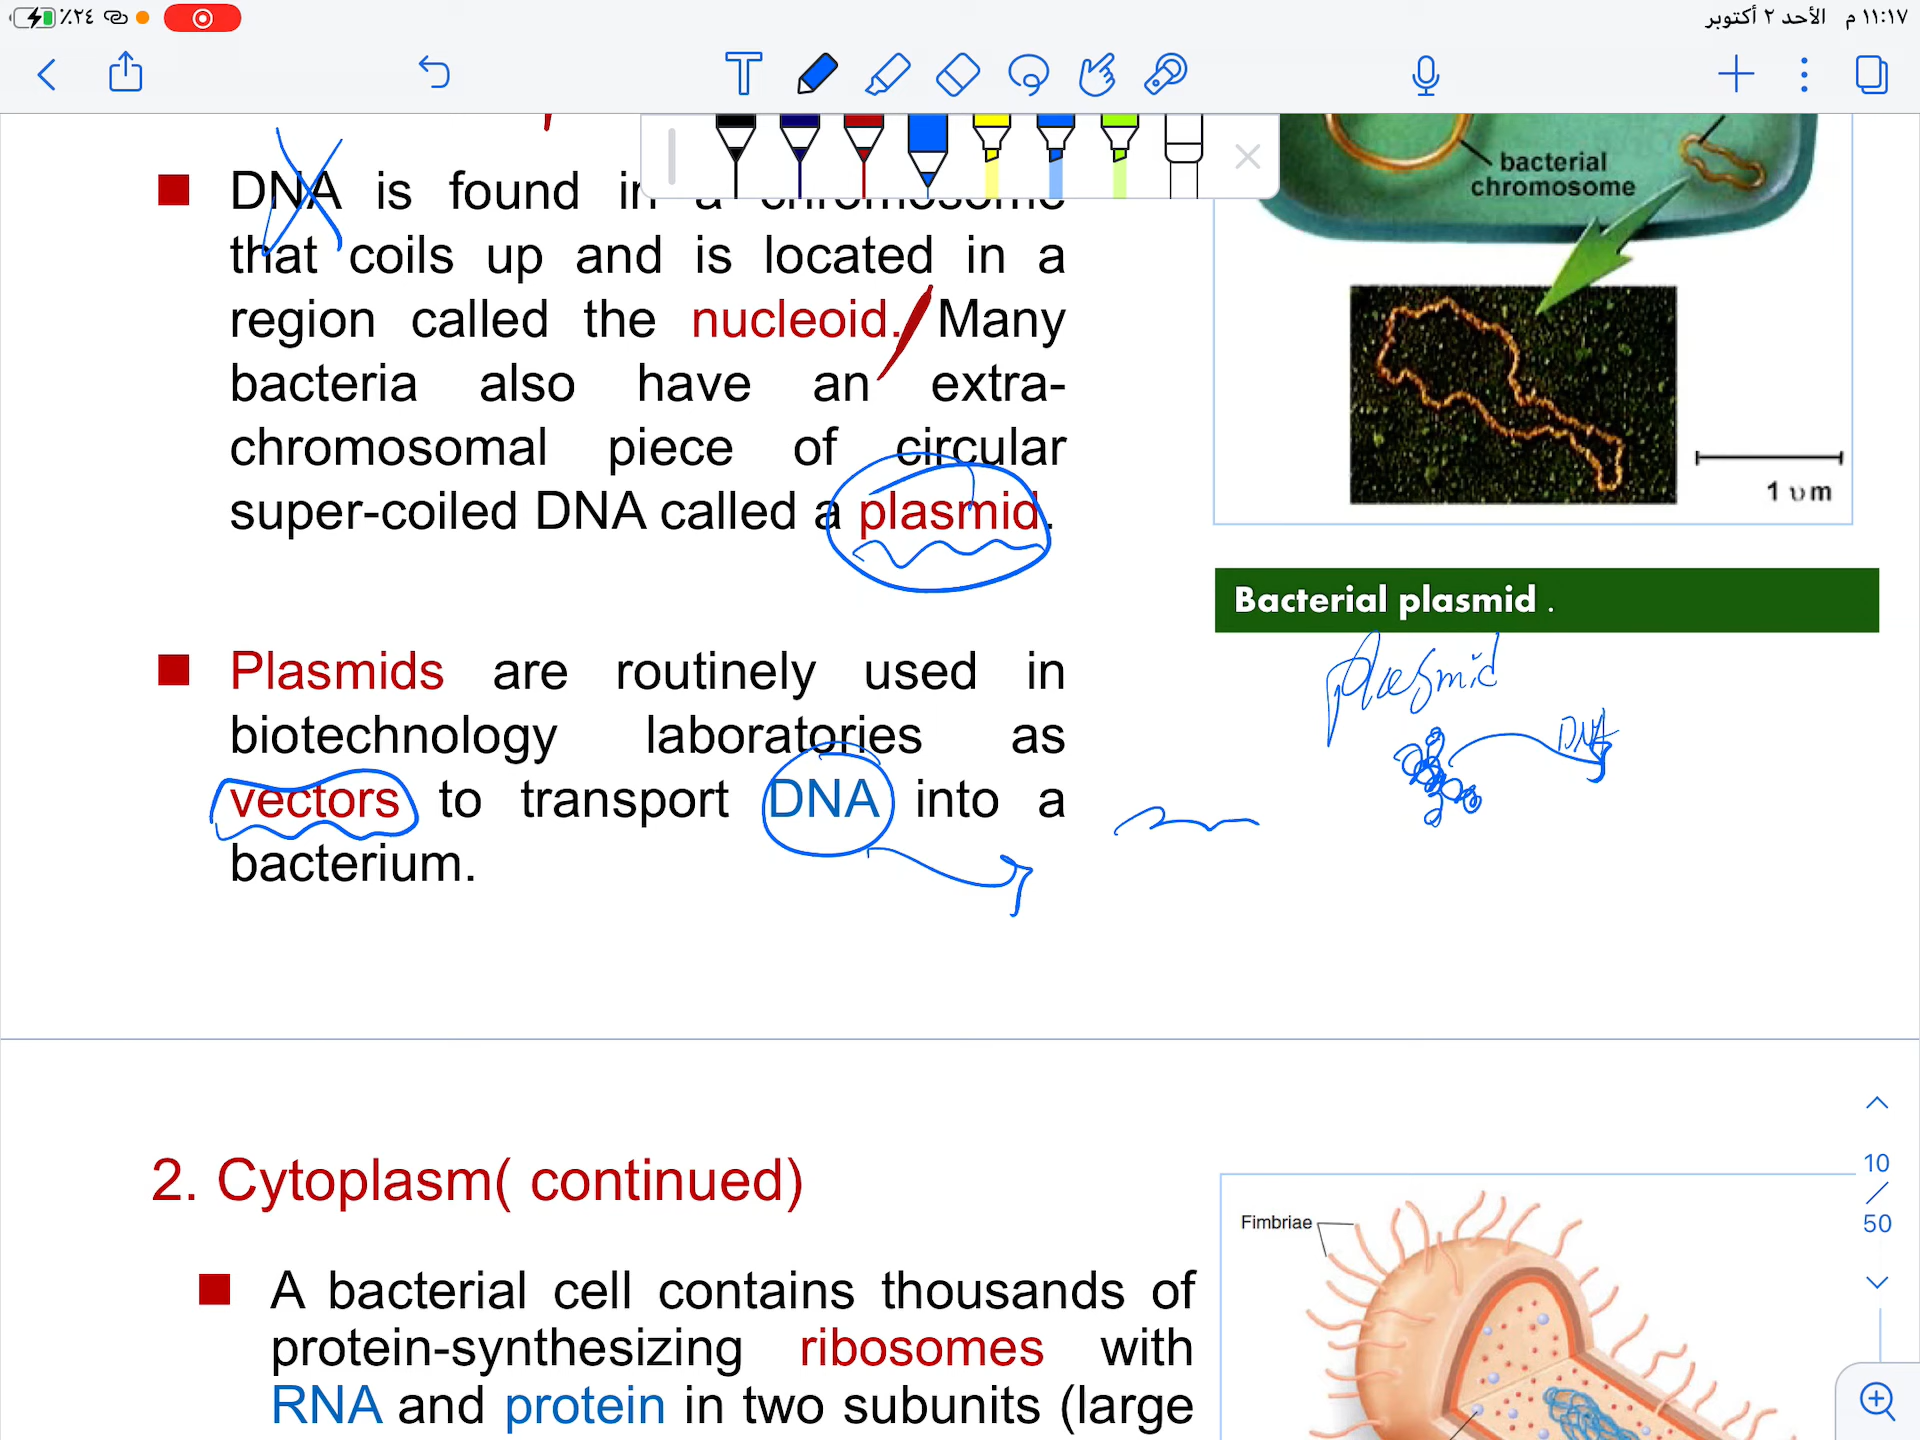 ٪٢٤
١١:١٧ م الأحد ٢ أكتوبر
DNA is found in a chromosome
that coils up and is located in a
region called the nucleoid. Many
bacteria also have an extra-
chromosomal piece of circular
super-coiled DNA called a plasmid.
Plasmids are routinely used in
biotechnology laboratories as
vectors to transport DNA into a
bacterium.
bacterial
chromosome
1 υm
Bacterial plasmid .
plasmid
DNA
2. Cytoplasm( continued)
A bacterial cell contains thousands of
protein-synthesizing ribosomes with
RNA and protein in two subunits (large
Fimbriae
10
/
50